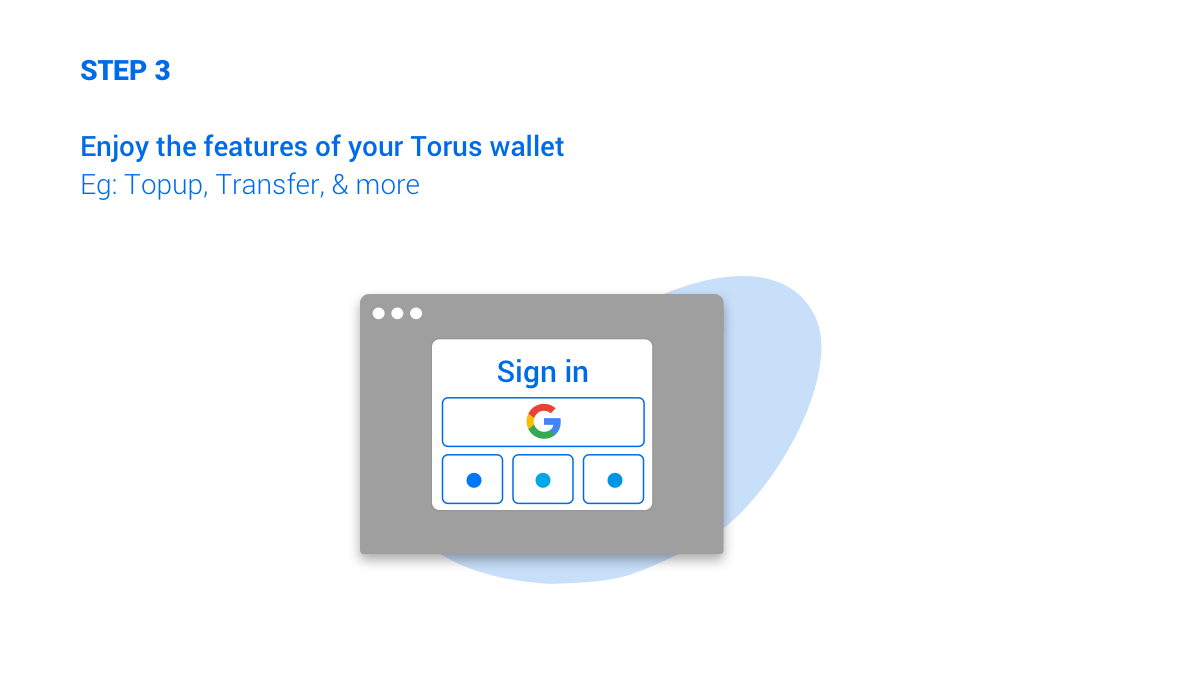 STEP 3
Enjoy the features of your Torus wallet
Eg: Topup, Transfer, & more
Sign in